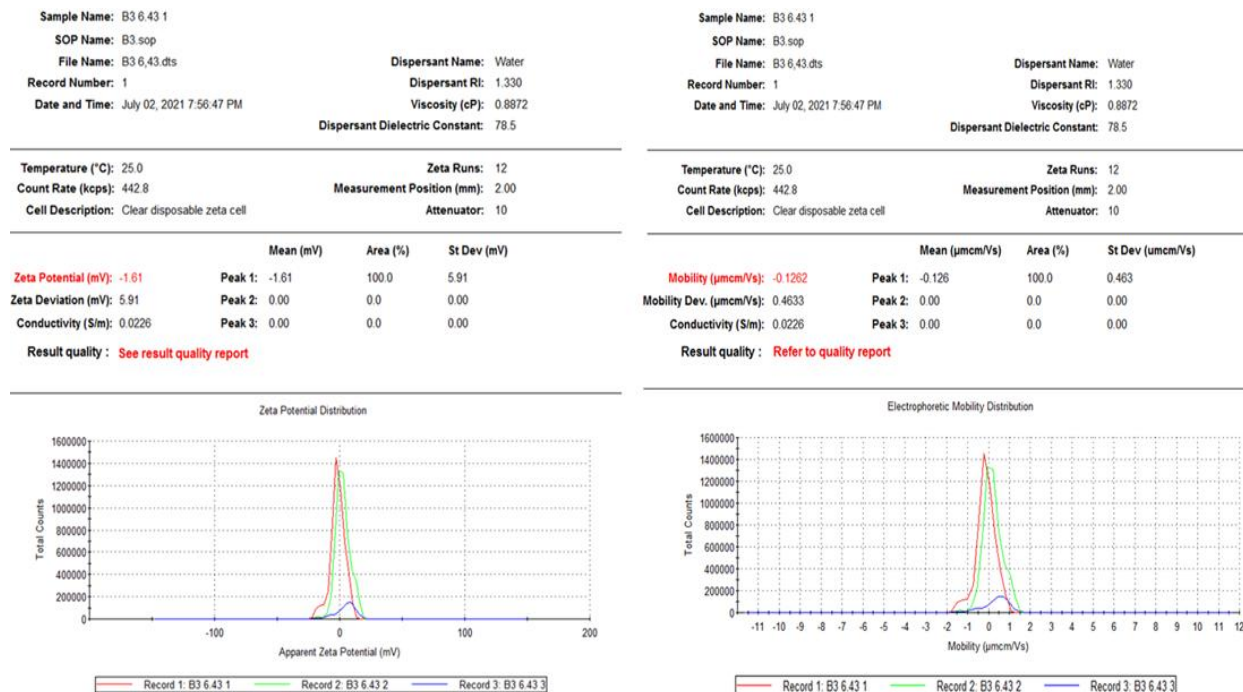 Sample Name: B3 6.43 1
SOP Name: B3.sop
File Name: B3 6,43.dts Dispersant Name: Water
Record Number: 1 Dispersant RI: 1.330
Date and Time: July 02, 2021 7:56:47 PM Viscosity (cP): 0.8872
Dispersant Dielectric Constant: 78.5
Temperature (°C): 25.0 Zeta Runs: 12
Count Rate (kcps): 442.8 Measurement Position (mm): 2.00
Cell Description: Clear disposable zeta cell Attenuator: 10
Mean (mV) Area (%) St Dev (mV)
Zeta Potential (mV): -1.61 Peak 1: -1.61 100.0 5.91
Zeta Deviation (mV): 5.91 Peak 2: 0.00 0.0 0.00
Conductivity (S/m): 0.0226 Peak 3: 0.00 0.0 0.00
Result quality : See result quality report
Zeta Potential Distribution
1600000
1400000
1200000
1000000
800000
600000
400000
200000
0
Total Counts
-100 0 100 200
Apparent Zeta Potential (mV)
Record 1: B3 6.43 1 Record 2: B3 6.43 2 Record 3: B3 6.43 3
Sample Name: B3 6.43 1
SOP Name: B3.sop
File Name: B3 6,43.dts Dispersant Name: Water
Record Number: 1 Dispersant RI: 1.330
Date and Time: July 02, 2021 7:56:47 PM Viscosity (cP): 0.8872
Dispersant Dielectric Constant: 78.5
Temperature (°C): 25.0 Zeta Runs: 12
Count Rate (kcps): 442.8 Measurement Position (mm): 2.00
Cell Description: Clear disposable zeta cell Attenuator: 10
Mean (µmcm/Vs) Area (%) St Dev (umcm/Vs)
Mobility (µmcm/Vs): -0.1262 Peak 1: -0.126 100.0 0.463
Mobility Dev. (µmcm/Vs): 0.4633 Peak 2: 0.00 0.0 0.00
Conductivity (S/m): 0.0226 Peak 3: 0.00 0.0 0.00
Result quality : Refer to quality report
Electrophoretic Mobility Distribution
1600000
1400000
1200000
1000000
800000
600000
400000
200000
0
Total Counts
-11 -10 -9 -8 -7 -6 -5 -4 -3 -2 -1 0 1 2 3 4 5 6 7 8 9 10 11 12
Mobility (µmcm/Vs)
Record 1: B3 6.43 1 Record 2: B3 6.43 2 Record 3: B3 6.43 3